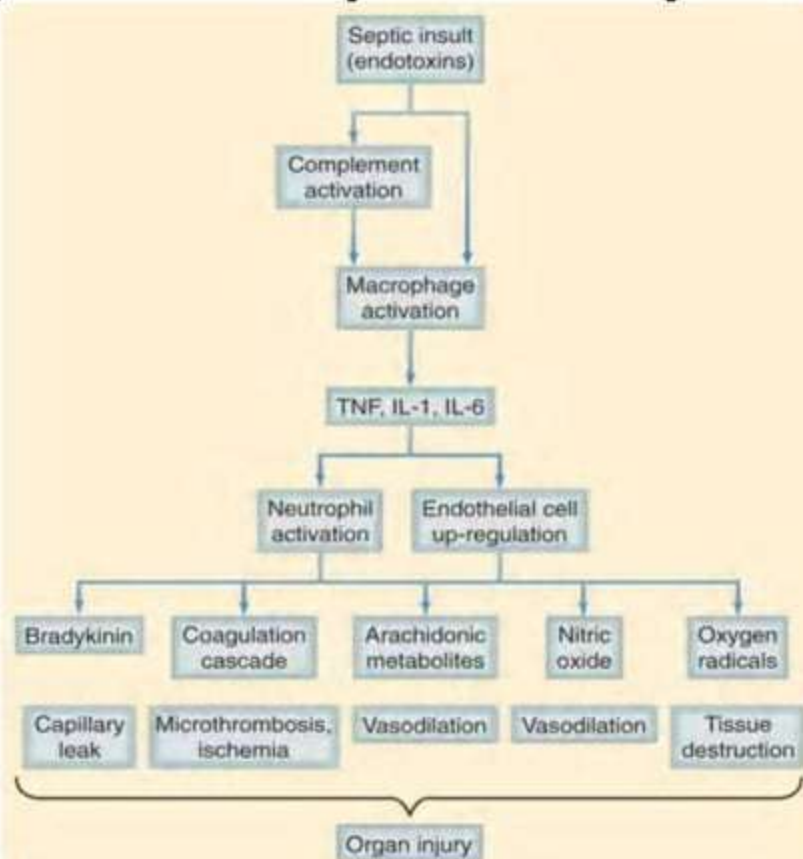 Septic insult
(endotoxins)
Complement
activation
Macrophage
activation
TNF, IL-1, IL-6
Neutrophil
activation
Endothelial cell
up-regulation
Bradykinin
Coagulation
cascade
Arachidonic
metabolites
Nitric
oxide
Oxygen
radicals
Capillary
leak
Microthrombosis,
ischemia
Vasodilation
Vasodilation
Tissue
destruction
Organ injury